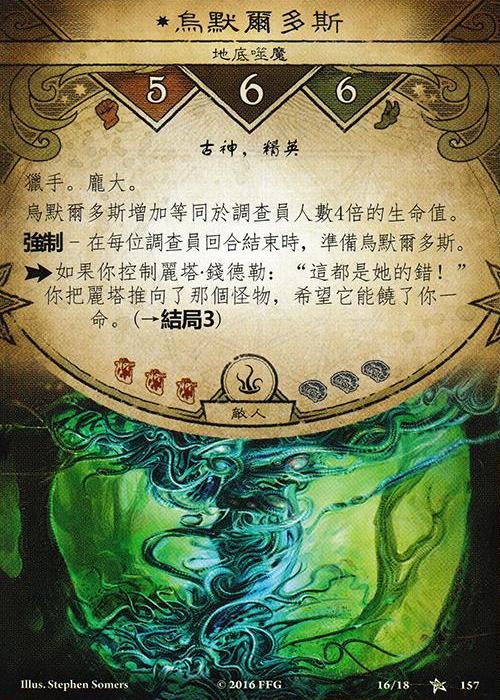 烏默爾多斯
地底噬魔
5 6 6
古神，精英
獵手。龐大。
烏默爾多斯增加等同於調查員人數4倍的生命值。
強制 – 在每位調查員回合結束時，準備烏默爾多斯。
如果你控制麗塔·錢德勒：“這都是她的錯！”
你把麗塔推向了那個怪物，希望它能饒了你一
命。(→結局3)
敵人
Illus. Stephen Somers © 2016 FFG 16/18 157